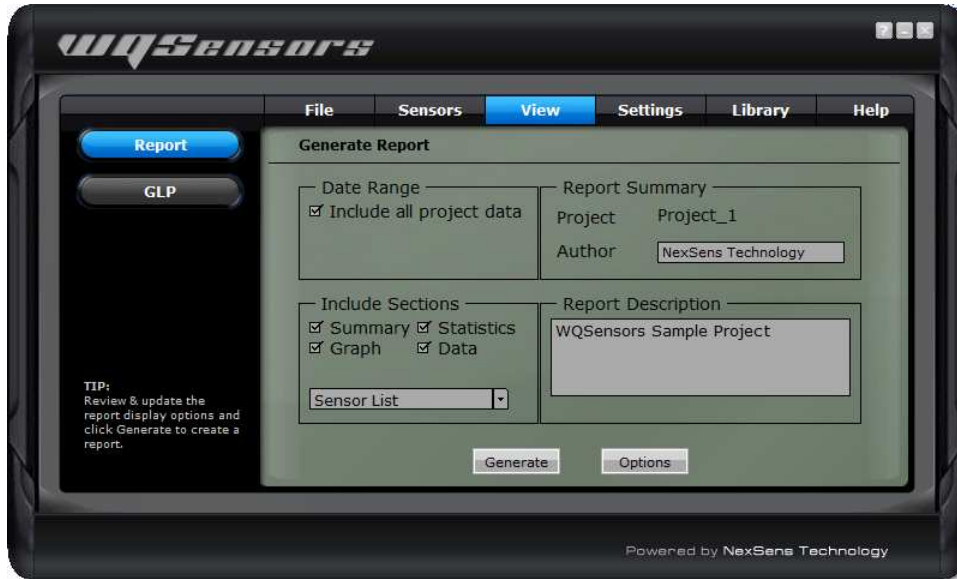 WQSensors
? 
File Sensors View Settings Library Help
Report
GLP
TIP:
Review & update the
report display options and
click Generate to create a
report.
Generate Report
Date Range
Include all project data
Report Summary
Project Project_1
Author NexSens Technology
Include Sections
Summary Statistics
Graph Data
Sensor List
Report Description
WQSensors Sample Project
Generate Options
Powered by NexSens Technology